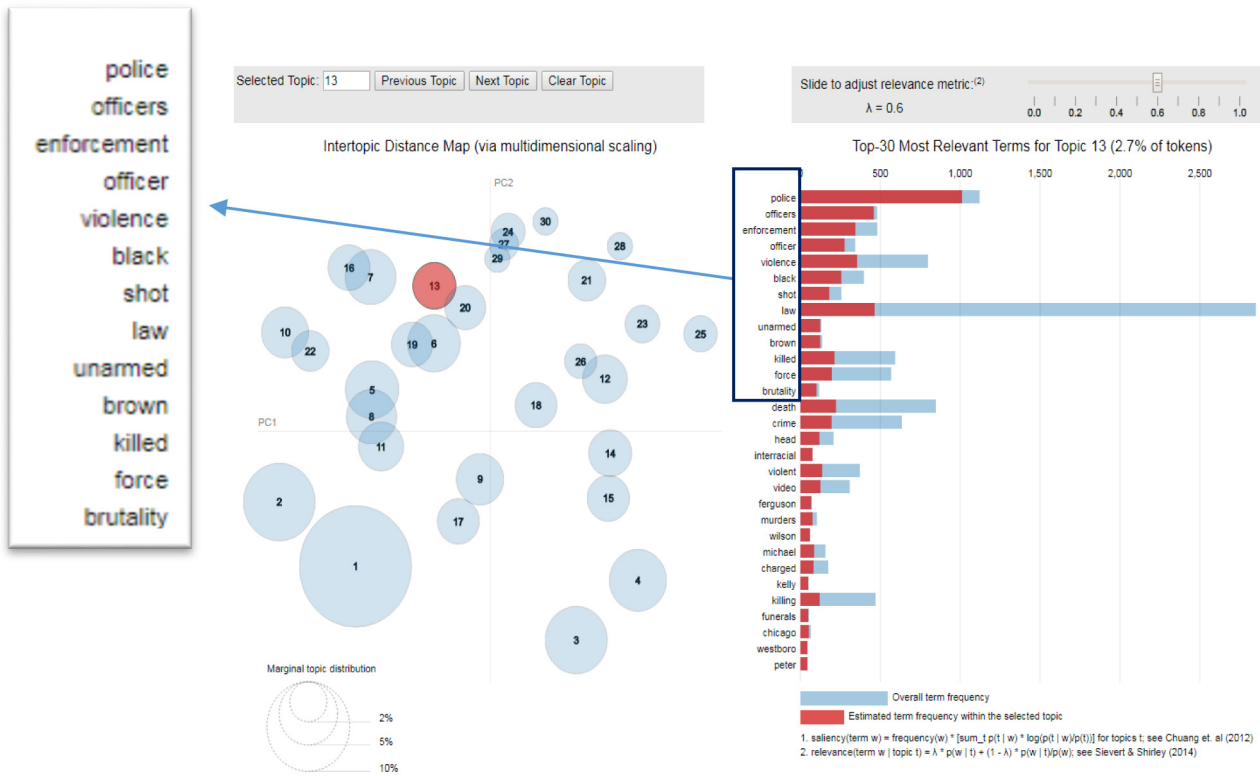 police
officers
enforcement
officer
violence
black
shot
law
unarmed
brown
killed
force
brutality
Selected Topic: 13 Previous Topic Next Topic Clear Topic
Slide to adjust relevance metric:(2)
λ = 0.6
0.0 0.2 0.4 0.6 0.8 1.0
Intertopic Distance Map (via multidimensional scaling)
PC2
PC1
30
24
27
28
29
16
7
13
21
20
10
22
19
6
23
25
26
12
5
8
18
11
14
9
2
15
17
1
4
3
Marginal topic distribution
2%
5%
10%
Top-30 Most Relevant Terms for Topic 13 (2.7% of tokens)
500 1,000 1,500 2,000 2,500
police
officers
enforcement
officer
violence
black
shot
law
unarmed
brown
killed
force
brutality
death
crime
head
interracial
violent
video
ferguson
murders
wilson
michael
charged
kelly
killing
funerals
chicago
westboro
peter
Overall term frequency
Estimated term frequency within the selected topic
1. saliency(term w) = frequency(w) * [sum_t p(t | w) * log(p(t | w)/p(t))] for topics t; see Chuang et. al (2012)
2. relevance(term w | topic t) = λ * p(w | t) + (1 - λ) * p(w | t)/p(w); see Sievert & Shirley (2014)